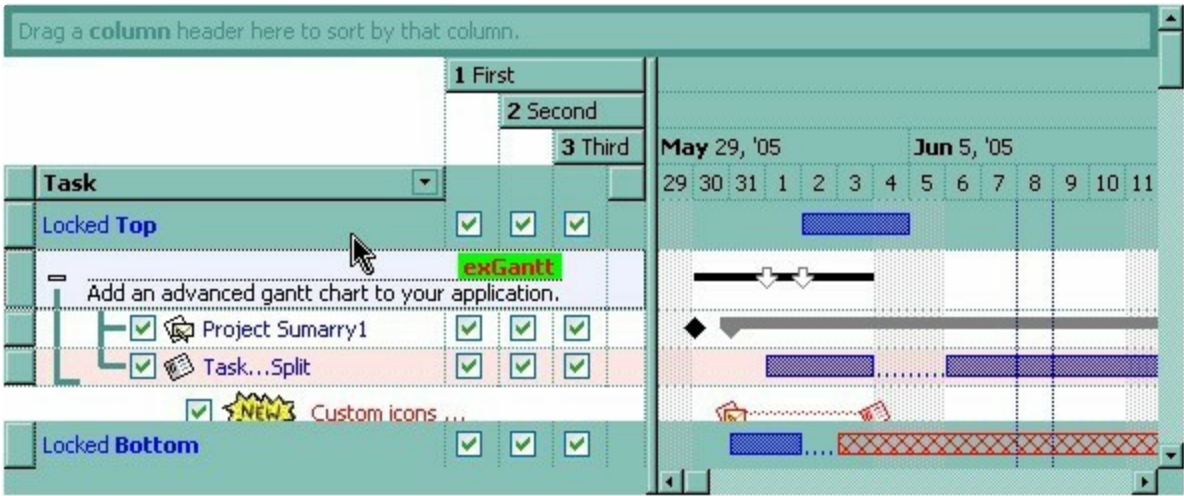 Drag a column header here to sort by that column.
1 First
2 Second
3 Third
May 29, '05 Jun 5, '05
Task
29 30 31 1 2 3 4 5 6 7 8 9 10 11
Locked Top
exGantt
Add an advanced gantt chart to your application.
Project Sumarry1
Task...Split
NEW Custom icons ...
Locked Bottom